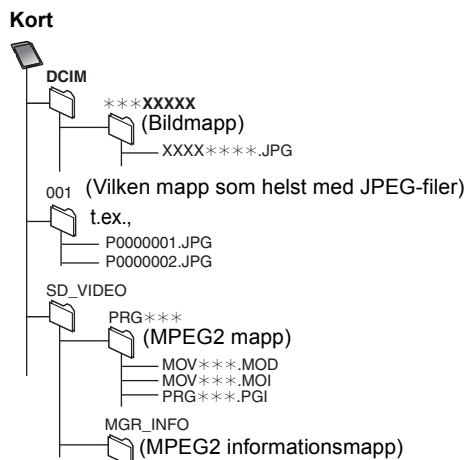 Kort
DCIM
∗∗∗XXXXX
(Bildmapp)
XXXX∗∗∗∗.JPG
001 (Vilken mapp som helst med JPEG-filer)
t.ex.,
P0000001.JPG
P0000002.JPG
SD_VIDEO
PRG∗∗∗
(MPEG2 mapp)
MOV∗∗∗.MOD
MOV∗∗∗.MOI
PRG∗∗∗.PGI
MGR_INFO
(MPEG2 informationsmapp)